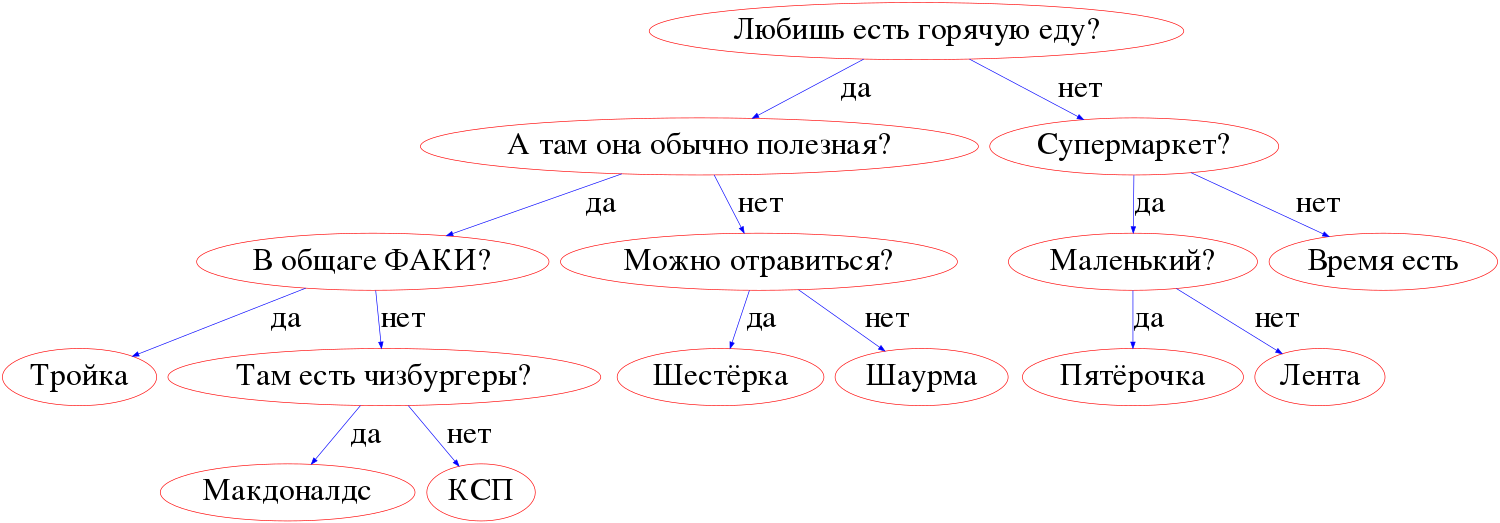 Любишь есть горячую еду?
да
нет
А там она обычно полезная?
Супермаркет?
да
нет
да
нет
В общаге ФАКИ?
Можно отравиться?
Маленький?
Время есть
да
нет
да
нет
да
нет
Тройка
Там есть чизбургеры?
Шестёрка
Шаурма
Пятёрочка
Лента
да
нет
Макдоналдс
КСП